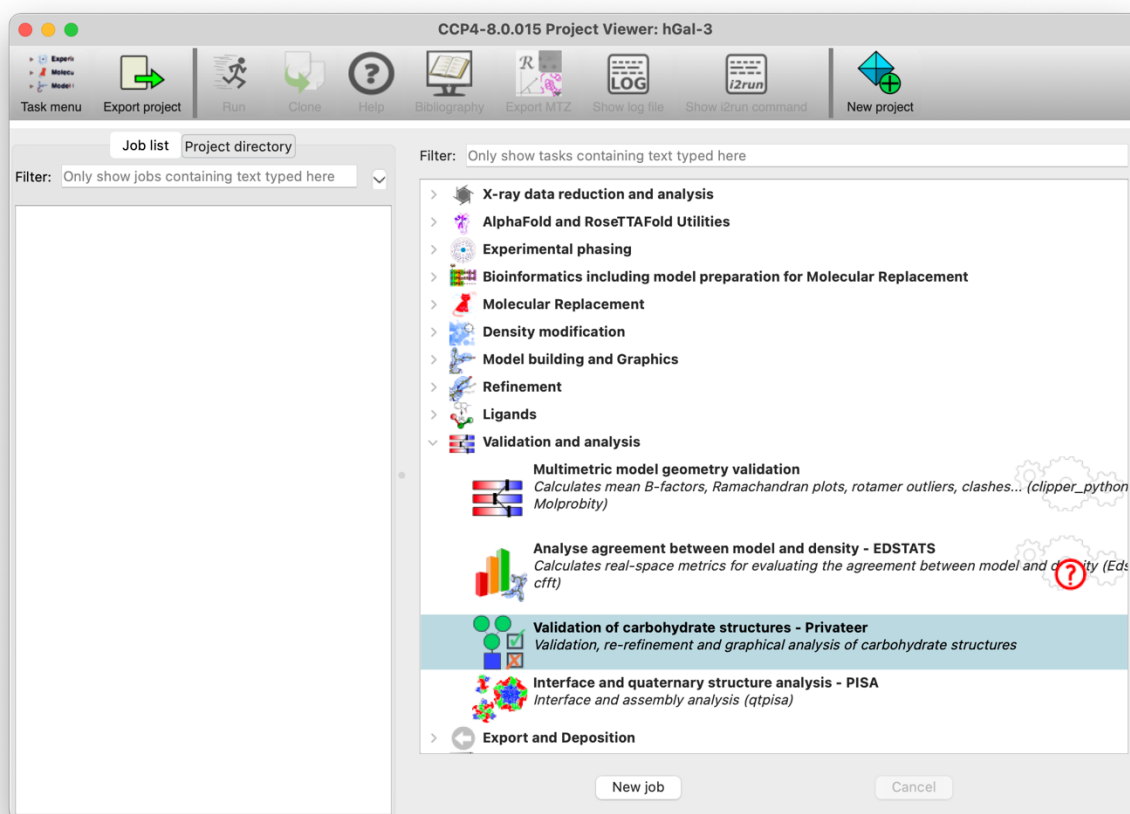 CCP4-8.0.015 Project Viewer: hGal-3
Task menu
Export project
Run
Clone
Help
Bibliography
Export MTZ
Show log file
Show i2run command
New project
LOG
i2run
Job list
Project directory
Filter: Only show jobs containing text typed here
Filter: Only show tasks containing text typed here
X-ray data reduction and analysis
AlphaFold and RoseTTAFold Utilities
Experimental phasing
Bioinformatics including model preparation for Molecular Replacement
Molecular Replacement
Density modification
Model building and Graphics
Refinement
Ligands
Validation and analysis
Multimetric model geometry validation
Calculates mean B-factors, Ramachandran plots, rotamer outliers, clashes... (clipper_python
Molprobity)
Analyse agreement between model and density - EDSTATS
Calculates real-space metrics for evaluating the agreement between model and density (Eds
cfft)
Validation of carbohydrate structures - Privateer
Validation, re-refinement and graphical analysis of carbohydrate structures
Interface and quaternary structure analysis - PISA
Interface and assembly analysis (qtpisa)
Export and Deposition
New job
Cancel